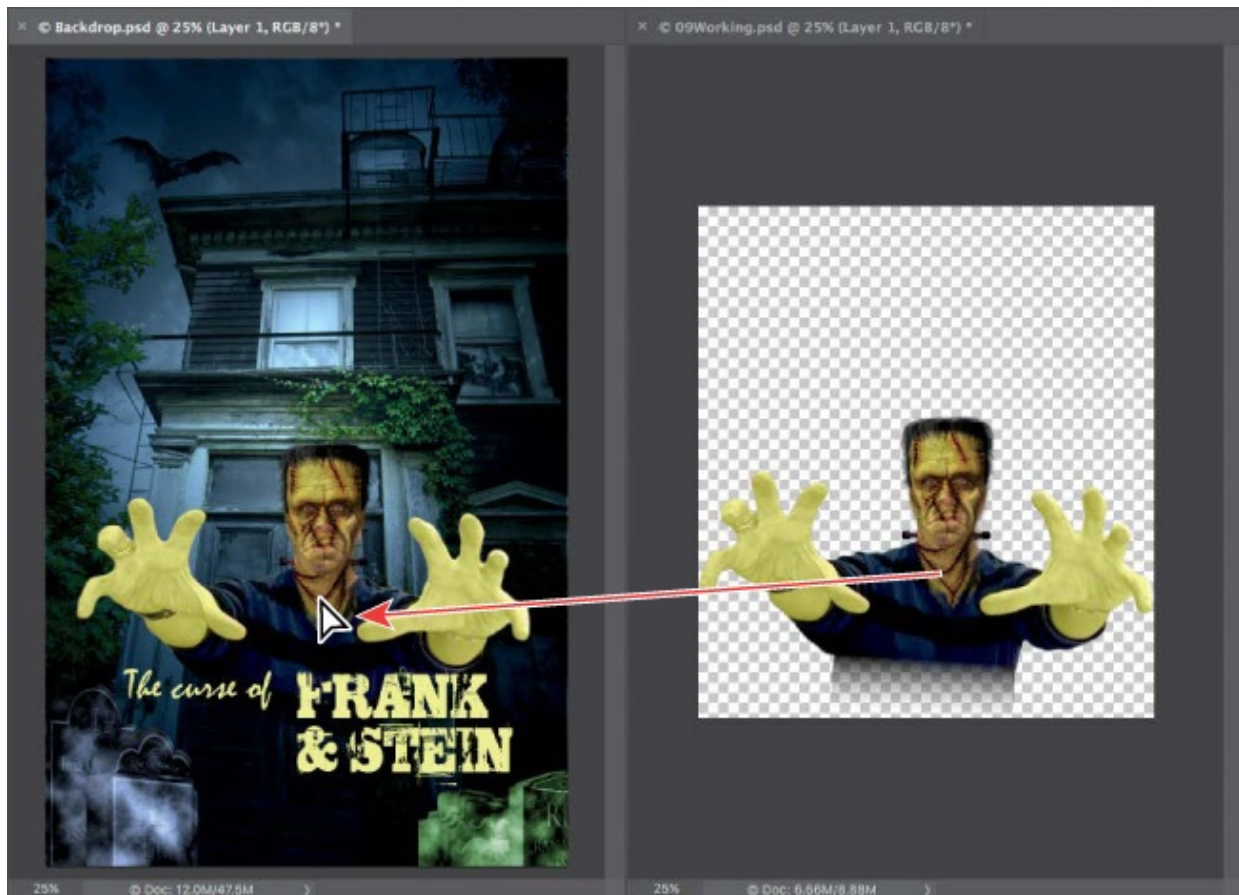 × © Backdrop.psd @ 25% (Layer 1, RGB/8*) *
× © 09Working.psd @ 25% (Layer 1, RGB/8*) *
The curse of
FRANK
& STEIN
25% © Doc: 12.0M/47.5M >
25% © Doc: 6.66M/8.88M >